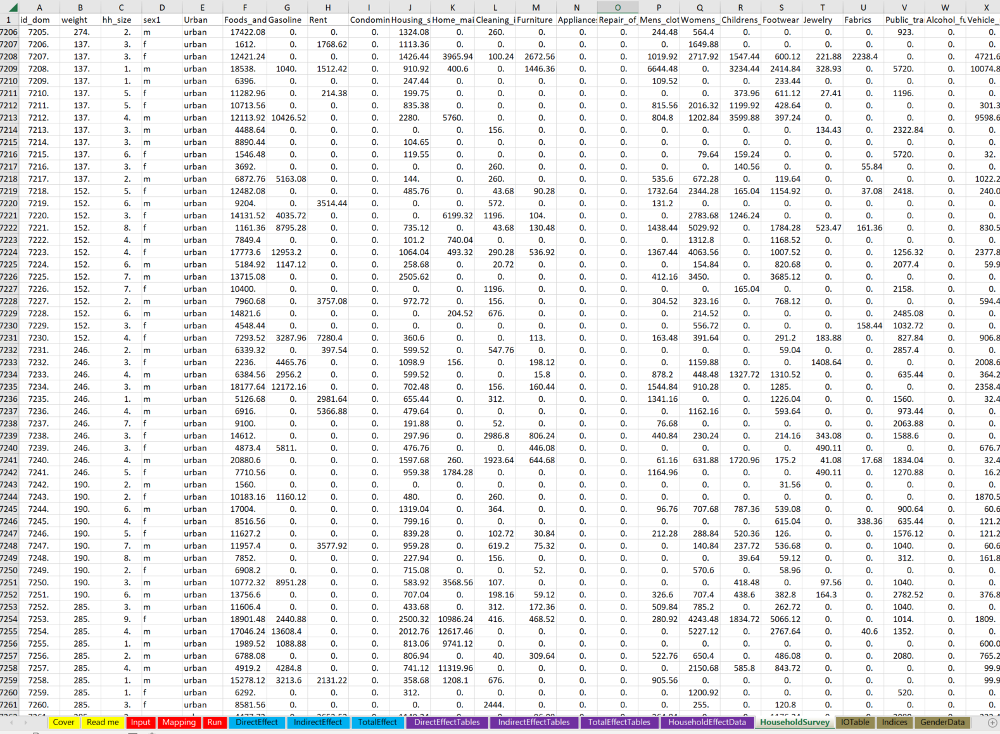 A B C D E F G H I J K L M N O P Q R S T U V W X
1 id_dom weight hh_size sex1 Urban Foods_and Gasoline Rent Condomin Housing_s Home_mai Cleaning_i Furniture Appliance Repair_of_ Mens_clot Womens_ Childrens_ Footwear Jewelry Fabrics Public_tra Alcohol_fu Vehicle_
7206 7205. 274. 2. m urban 17422.08 0. 0. 0. 1324.08 0. 260. 0. 0. 0. 244.48 564.4 0. 0. 0. 0. 923. 0. 0.
7207 7206. 137. 3. f urban 1612. 0. 1768.62 0. 1113.36 0. 0. 0. 0. 0. 0. 1649.88 0. 0. 0. 0. 0. 0. 0.
7208 7207. 137. 3. f urban 12421.24 0. 0. 0. 1426.44 3965.94 100.24 2672.56 0. 0. 1019.92 2717.92 1547.44 600.12 221.88 2238.4 0. 0. 4721.6
7209 7208. 137. 1. m urban 18538. 1040. 1512.42 0. 910.92 400.6 0. 1446.36 0. 0. 6644.48 0. 3234.44 2414.84 328.93 0. 5720. 0. 10074.8
7210 7209. 137. 1. m urban 6396. 0. 0. 0. 247.44 0. 0. 0. 0. 0. 109.52 0. 0. 233.44 0. 0. 0. 0. 0.
7211 7210. 137. 5. f urban 11282.96 0. 214.38 0. 199.75 0. 0. 0. 0. 0. 0. 0. 373.96 611.12 27.41 0. 1196. 0. 0.
7212 7211. 137. 5. f urban 10713.56 0. 0. 0. 835.38 0. 0. 0. 0. 0. 815.56 2016.32 1199.92 428.64 0. 0. 0. 0. 301.3
7213 7212. 137. 4. m urban 12113.92 10426.52 0. 0. 2280. 5760. 0. 0. 0. 0. 804.8 1202.84 3599.88 397.24 0. 0. 0. 0. 9598.6
7214 7213. 137. 3. m urban 4488.64 0. 0. 0. 0. 0. 156. 0. 0. 0. 0. 0. 0. 0. 134.43 0. 2322.84 0. 0.
7215 7214. 137. 3. m urban 8890.44 0. 0. 0. 104.65 0. 0. 0. 0. 0. 0. 0. 0. 0. 0. 0. 0. 0. 0.
7216 7215. 137. 6. f urban 1546.48 0. 0. 0. 119.55 0. 0. 0. 0. 0. 0. 79.64 159.24 0. 0. 0. 5720. 0. 32.
7217 7216. 137. 3. f urban 3692. 0. 0. 0. 0. 0. 260. 0. 0. 0. 0. 0. 140.56 0. 0. 55.84 0. 0. 0.
7218 7217. 137. 2. m urban 6872.76 5163.08 0. 0. 144. 0. 260. 0. 0. 0. 535.6 672.28 0. 119.64 0. 0. 0. 0. 1022.2
7219 7218. 152. 5. f urban 12482.08 0. 0. 0. 485.76 0. 43.68 90.28 0. 0. 1732.64 2344.28 165.04 1154.92 0. 37.08 2418. 0. 240.0
7220 7219. 152. 6. m urban 9204. 0. 3514.44 0. 0. 0. 572. 0. 0. 0. 131.2 0. 0. 0. 0. 0. 0. 0. 0.
7221 7220. 152. 3. f urban 14131.52 4035.72 0. 0. 0. 6199.32 1196. 104. 0. 0. 0. 2783.68 1246.24 0. 0. 0. 0. 0. 0.
7222 7221. 152. 8. f urban 1161.36 8795.28 0. 0. 735.12 0. 43.68 130.48 0. 0. 1438.44 5029.92 0. 1784.28 523.47 161.36 0. 0. 830.5
7223 7222. 152. 4. m urban 7849.4 0. 0. 0. 101.2 740.04 0. 0. 0. 0. 0. 1312.8 0. 1168.52 0. 0. 0. 0. 0.
7224 7223. 152. 4. f urban 17773.6 12953.2 0. 0. 1064.04 493.32 290.28 536.92 0. 0. 1367.44 4063.56 0. 1007.52 0. 0. 1256.32 0. 2377.8
7225 7224. 152. 6. m urban 5184.92 1147.12 0. 0. 258.68 0. 20.72 0. 0. 0. 0. 154.84 0. 820.68 0. 0. 2077.4 0. 59.9
7226 7225. 152. 7. m urban 13715.08 0. 0. 0. 2505.62 0. 0. 0. 0. 0. 412.16 3450. 0. 3685.12 0. 0. 0. 0. 0.
7227 7226. 152. 7. m urban 10400. 0. 0. 0. 0. 0. 1196. 0. 0. 0. 0. 0. 165.04 0. 0. 0. 2158. 0. 0.
7228 7227. 152. 2. m urban 7960.68 0. 3757.08 0. 972.72 0. 156. 0. 0. 0. 304.52 323.16 0. 768.12 0. 0. 0. 0. 594.4
7229 7228. 152. 6. m urban 14821.6 0. 0. 0. 0. 204.52 676. 0. 0. 0. 0. 214.52 0. 0. 0. 0. 2485.08 0. 0.
7230 7229. 152. 3. f urban 4548.44 0. 0. 0. 0. 0. 0. 0. 0. 0. 0. 556.72 0. 0. 0. 158.44 1032.72 0. 0.
7231 7230. 152. 4. f urban 7293.52 3287.96 7280.4 0. 360.6 0. 0. 113. 0. 0. 163.48 391.64 0. 291.2 183.88 0. 827.84 0. 906.8
7232 7231. 246. 2. m urban 6339.32 0. 397.54 0. 599.52 0. 547.76 0. 0. 0. 0. 0. 0. 59.04 0. 0. 2857.4 0. 0.
7233 7232. 246. 3. f urban 2236. 4465.76 0. 0. 1098.9 156. 0. 198.12 0. 0. 0. 1159.88 0. 0. 1408.64 0. 0. 0. 2008.6
7234 7233. 246. 4. m urban 6384.56 2956.2 0. 0. 599.52 0. 0. 15.8 0. 0. 878.2 448.48 1327.72 1310.52 0. 0. 635.44 0. 364.2
7235 7234. 246. 3. m urban 18177.64 12172.16 0. 0. 702.48 0. 156. 160.44 0. 0. 1544.84 910.28 0. 1285. 0. 0. 0. 0. 2358.4
7236 7235. 246. 1. m urban 5126.68 0. 2981.64 0. 655.44 0. 312. 0. 0. 0. 1341.16 0. 0. 1226.04 0. 0. 1560. 0. 32.4
7237 7236. 246. 4. m urban 6916. 0. 5366.88 0. 479.64 0. 0. 0. 0. 0. 0. 1162.16 0. 593.64 0. 0. 973.44 0. 0.
7238 7237. 246. 7. f urban 9100. 0. 0. 0. 191.88 0. 52. 0. 0. 0. 76.68 0. 0. 0. 0. 0. 2063.88 0. 0.
7239 7238. 246. 3. f urban 14612. 0. 0. 0. 297.96 0. 2986.8 806.24 0. 0. 440.84 230.24 0. 214.16 343.08 0. 1588.6 0. 0.
7240 7239. 246. 3. f urban 4873.4 5811. 0. 0. 476.76 0. 0. 446.08 0. 0. 0. 0. 0. 0. 490.11 0. 0. 0. 676.7
7241 7240. 246. 4. m urban 20880.6 0. 0. 0. 1597.68 260. 1923.64 644.68 0. 0. 61.16 631.88 1720.96 175.2 41.08 17.68 1834.04 0. 32.4
7242 7241. 246. 5. f urban 7710.56 0. 0. 0. 959.38 1784.28 0. 0. 0. 0. 1164.96 0. 0. 0. 490.11 0. 1270.88 0. 16.2
7243 7242. 190. 2. m urban 1560. 0. 0. 0. 0. 0. 0. 0. 0. 0. 0. 0. 0. 31.56 0. 0. 0. 0. 0.
7244 7243. 190. 2. f urban 10183.16 1160.12 0. 0. 480. 0. 260. 0. 0. 0. 0. 0. 0. 0. 0. 0. 0. 0. 1870.5
7245 7244. 190. 6. m urban 17004. 0. 0. 0. 1319.04 0. 364. 0. 0. 0. 96.76 707.68 787.36 539.08 0. 0. 900.64 0. 60.6
7246 7245. 190. 4. f urban 8516.56 0. 0. 0. 799.16 0. 0. 0. 0. 0. 0. 0. 0. 615.04 0. 338.36 635.44 0. 121.2
7247 7246. 190. 5. f urban 11627.2 0. 0. 0. 839.28 0. 102.72 30.84 0. 0. 212.28 288.84 520.36 126. 0. 0. 1576.12 0. 121.2
7248 7247. 190. 7. m urban 11957.4 0. 3577.92 0. 959.28 0. 619.2 75.32 0. 0. 0. 140.84 237.72 536.68 0. 0. 1040. 0. 60.6
7249 7248. 190. 8. m urban 7852. 0. 0. 0. 227.94 0. 156. 0. 0. 0. 0. 0. 39.64 59.12 0. 0. 312. 0. 161.8
7250 7249. 190. 2. f urban 6908.2 0. 0. 0. 715.08 0. 0. 52. 0. 0. 0. 570.6 0. 58.96 0. 0. 0. 0. 0.
7251 7250. 190. 3. m urban 10772.32 8951.28 0. 0. 583.92 3568.56 107. 0. 0. 0. 0. 0. 418.48 0. 97.56 0. 1040. 0. 0.
7252 7251. 190. 6. m urban 13756.6 0. 0. 0. 707.04 0. 198.16 59.12 0. 0. 326.6 707.4 438.6 382.8 164.3 0. 2782.52 0. 376.8
7253 7252. 285. 3. m urban 11606.4 0. 0. 0. 433.68 0. 312. 172.36 0. 0. 509.84 785.2 0. 262.72 0. 0. 1040. 0. 0.
7254 7253. 285. 9. f urban 18901.48 2440.88 0. 0. 2500.32 10986.24 416. 468.52 0. 0. 280.92 4243.48 1834.72 5066.12 0. 0. 1014. 0. 1809.
7255 7254. 285. 4. m urban 17046.24 13608.4 0. 0. 2012.76 12617.46 0. 0. 0. 0. 0. 5227.12 0. 2767.64 0. 40.6 1352. 0. 0.
7256 7255. 285. 1. m urban 1989.52 1088.88 0. 0. 813.06 9741.12 0. 0. 0. 0. 0. 0. 0. 0. 0. 0. 0. 0. 600.0
7257 7256. 285. 2. m urban 6788.08 0. 0. 0. 806.94 0. 40. 309.64 0. 0. 522.76 650.4 0. 486.08 0. 0. 2080. 0. 765.2
7258 7257. 285. 4. m urban 4919.2 4284.8 0. 0. 741.12 11319.96 0. 0. 0. 0. 0. 2150.68 585.8 843.72 0. 0. 0. 0. 99.9
7259 7258. 285. 1. m urban 15278.12 3213.6 2131.22 0. 358.68 1208.1 676. 0. 0. 0. 905.56 0. 0. 0. 0. 0. 0. 0. 99.9
7260 7259. 285. 1. f urban 6292. 0. 0. 0. 312. 0. 0. 0. 0. 0. 0. 1200.92 0. 0. 0. 0. 520. 0. 0.
7261 7260. 285. 3. f urban 8581.56 0. 0. 0. 0. 0. 2444. 0. 0. 0. 0. 255. 0. 120.8 0. 0. 0. 0. 0.
Cover Read me Input Mapping Run DirectEffect IndirectEffect TotalEffect DirectEffectTables IndirectEffectTables TotalEffectTables HouseholdEffectData HouseholdSurvey IOTable Indices GenderData